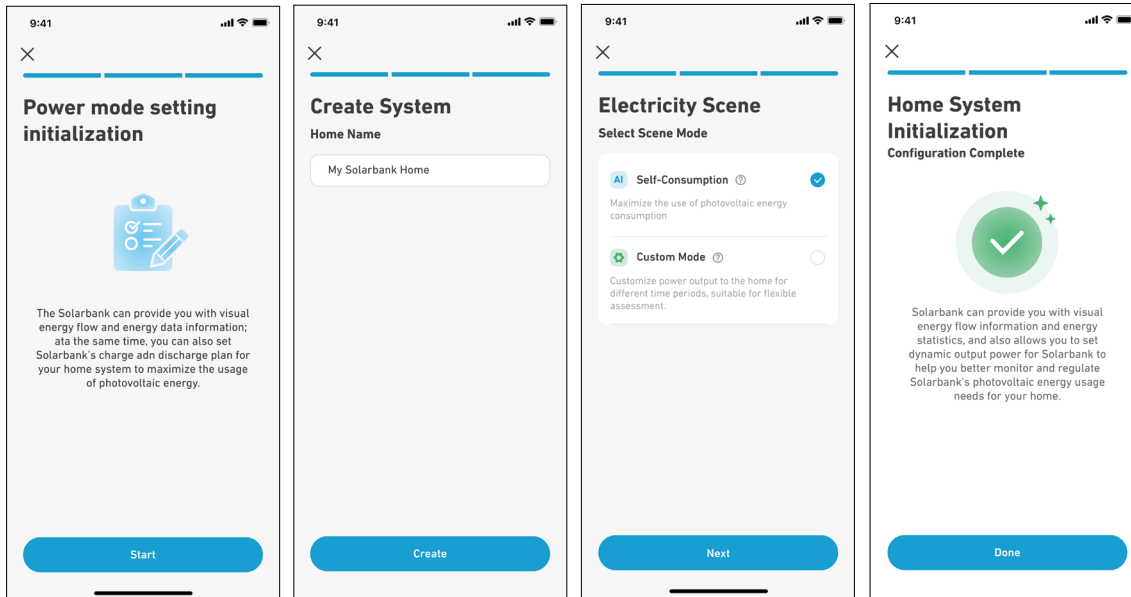 9:41
Power mode setting
initialization
The Solarbank can provide you with visual
energy flow and energy data information;
ata the same time, you can also set
Solarbank's charge adn discharge plan for
your home system to maximize the usage
of photovoltaic energy.
Start
9:41
Create System
Home Name
My Solarbank Home
Create
9:41
Electricity Scene
Select Scene Mode
AI Self-Consumption ?
Maximize the use of photovoltaic energy
consumption
Custom Mode ?
Customize power output to the home for
different time periods, suitable for flexible
assessment.
Next
9:41
Home System
Initialization
Configuration Complete
Solarbank can provide you with visual
energy flow information and energy
statistics, and also allows you to set
dynamic output power for Solarbank to
help you better monitor and regulate
Solarbank's photovoltaic energy usage
needs for your home.
Done